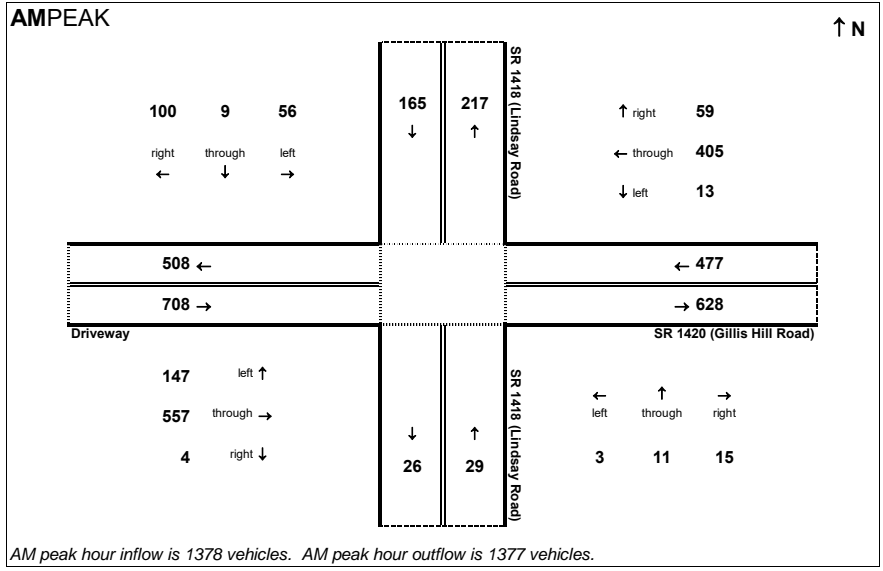 AMPEAK
↑ N
SR 1418 (Lindsay Road)
165 217
↓ ↑
100 9 56
right through left
← ↓ →
↑ right 59
← through 405
↓ left 13
508 ←
← 477
708 →
→ 628
Driveway
SR 1420 (Gillis Hill Road)
147 left ↑
557 through →
4 right ↓
↓ ↑
26 29
SR 1418 (Lindsay Road)
← ↑ →
left through right
3 11 15
AM peak hour inflow is 1378 vehicles. AM peak hour outflow is 1377 vehicles.